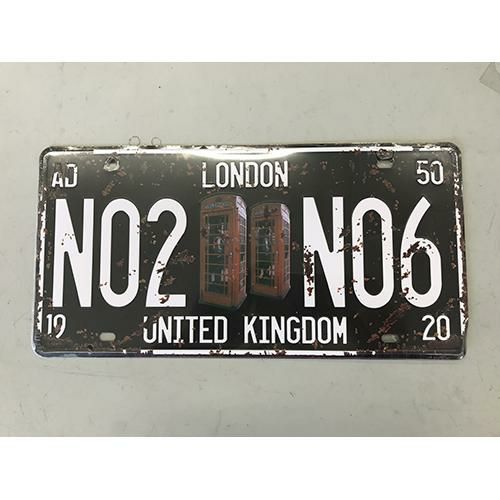 AD LONDON 50
N02 N06
19 UNITED KINGDOM 20